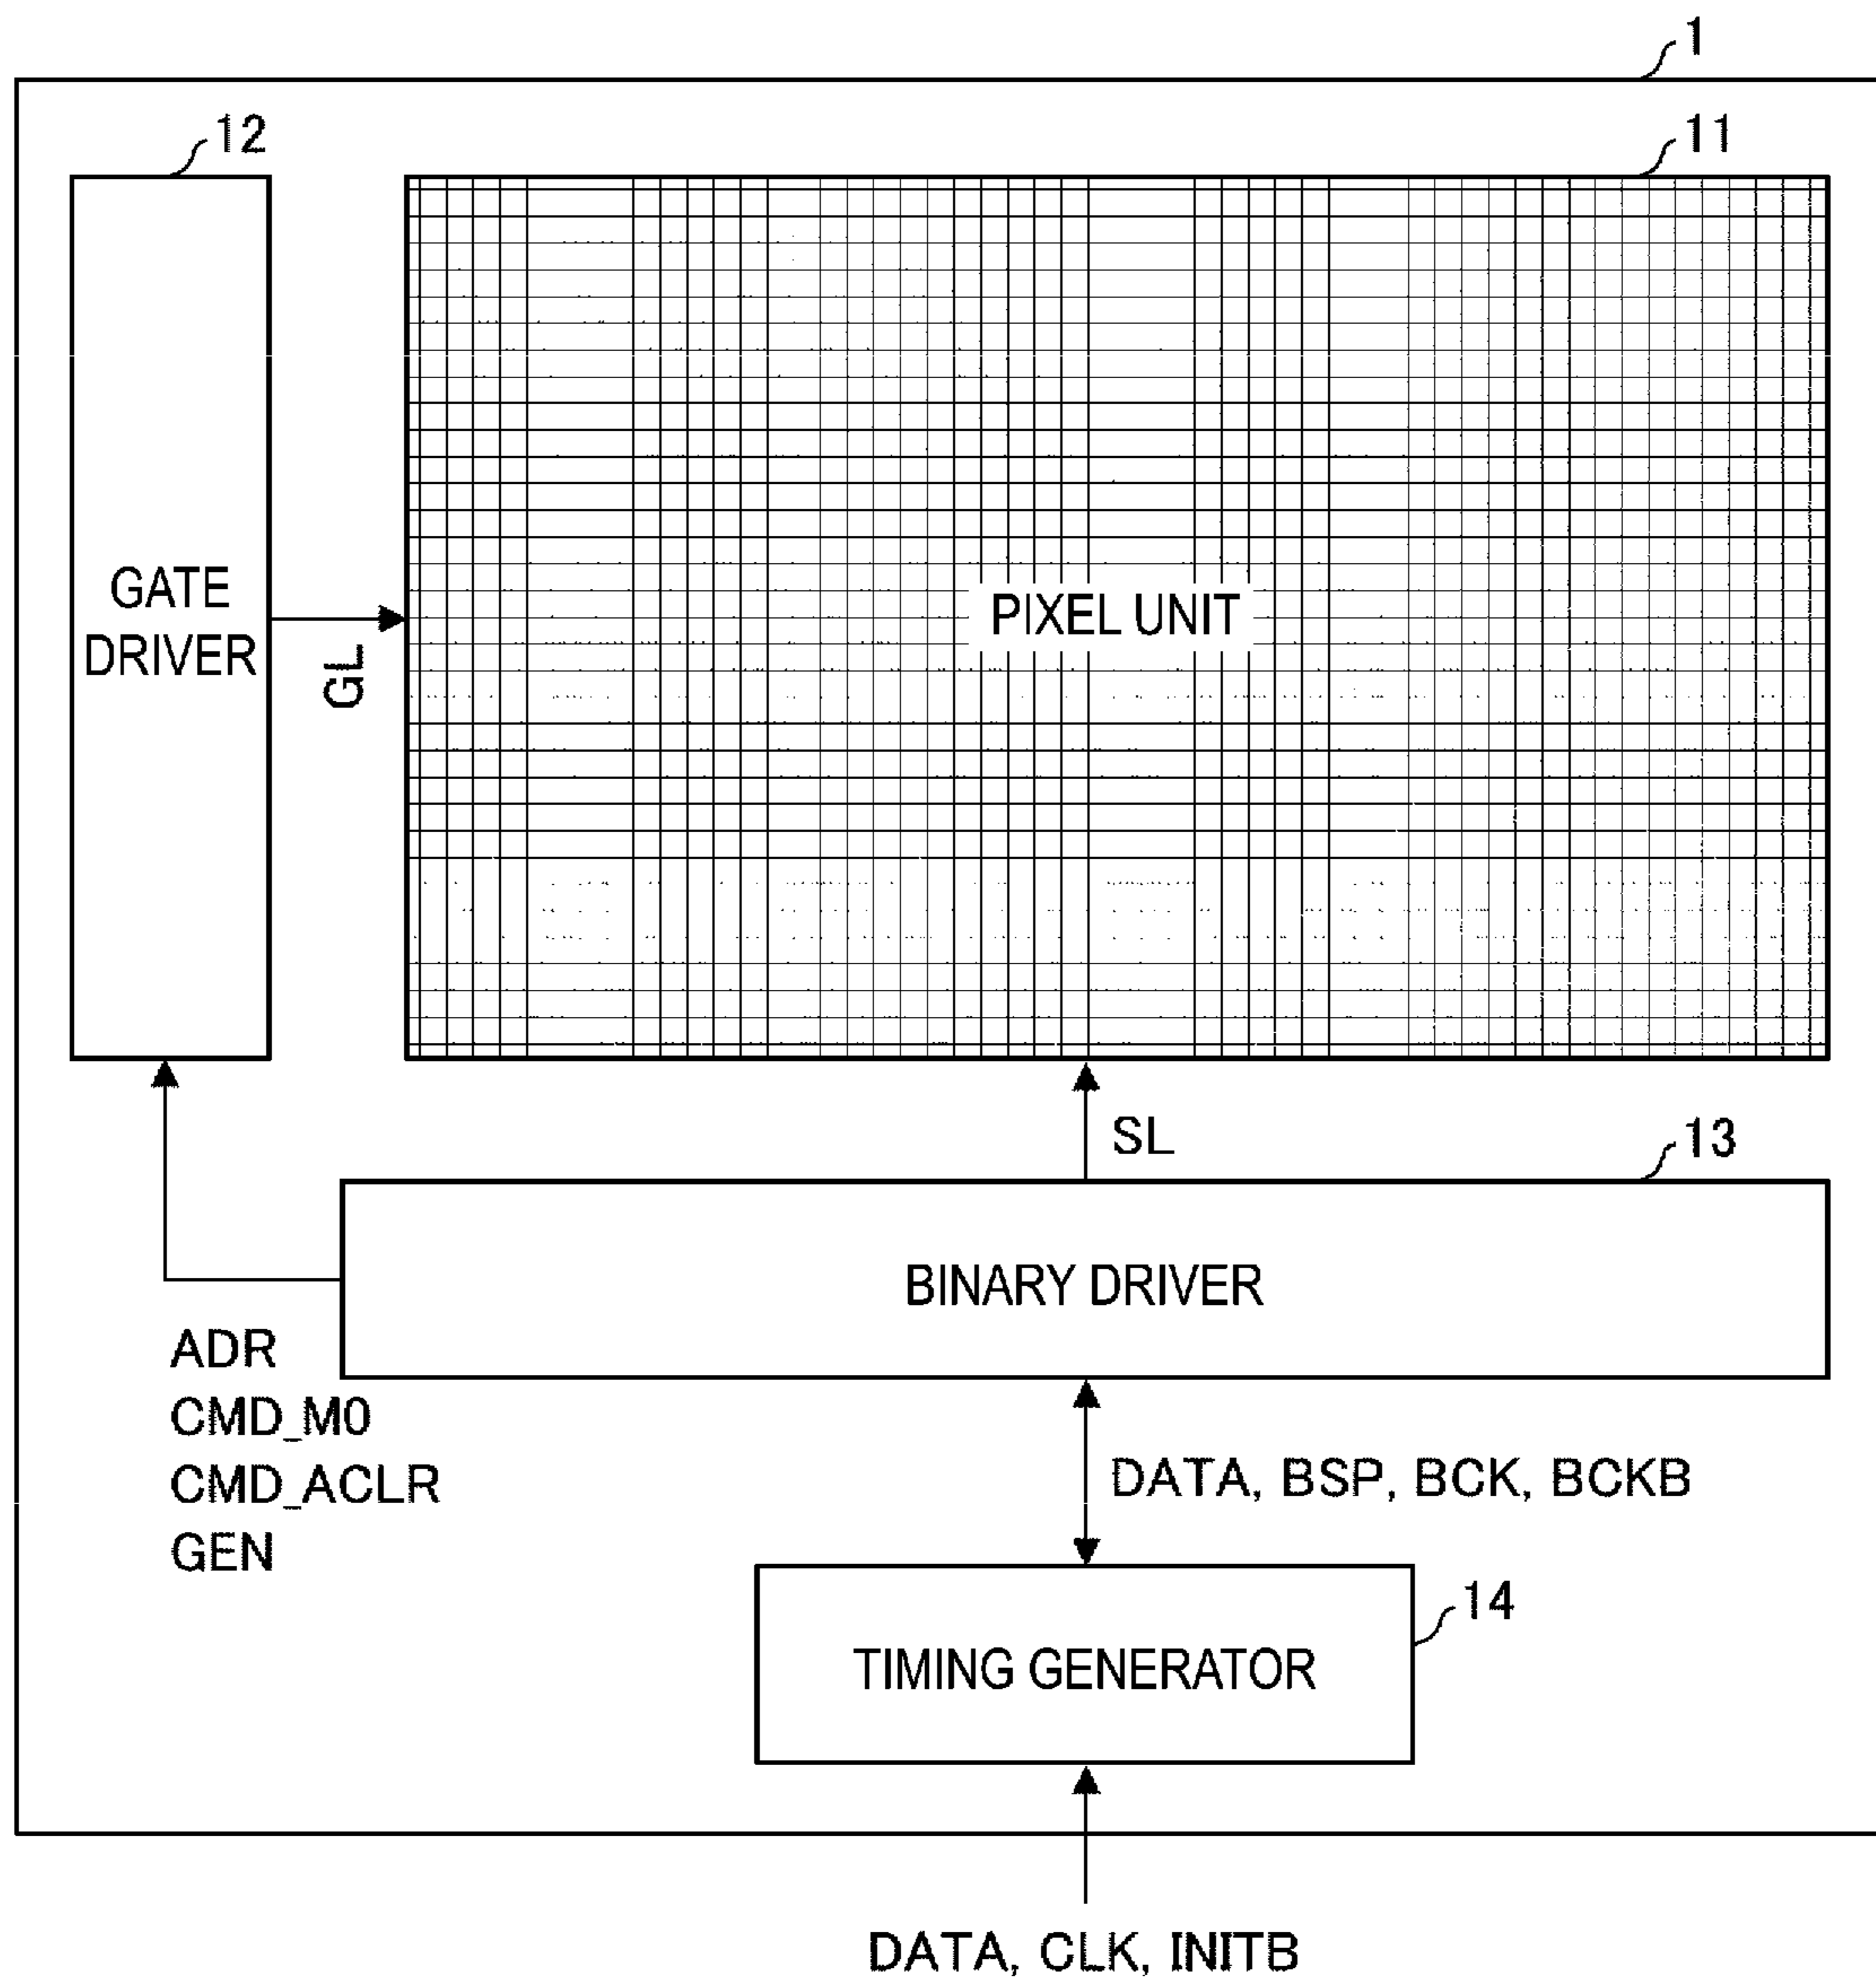 1
12
11
GATE
DRIVER
GL
PIXEL UNIT
SL
13
BINARY DRIVER
ADR
CMD_M0
CMD_ACLR
GEN
DATA, BSP, BCK, BCKB
14
TIMING GENERATOR
DATA, CLK, INITB